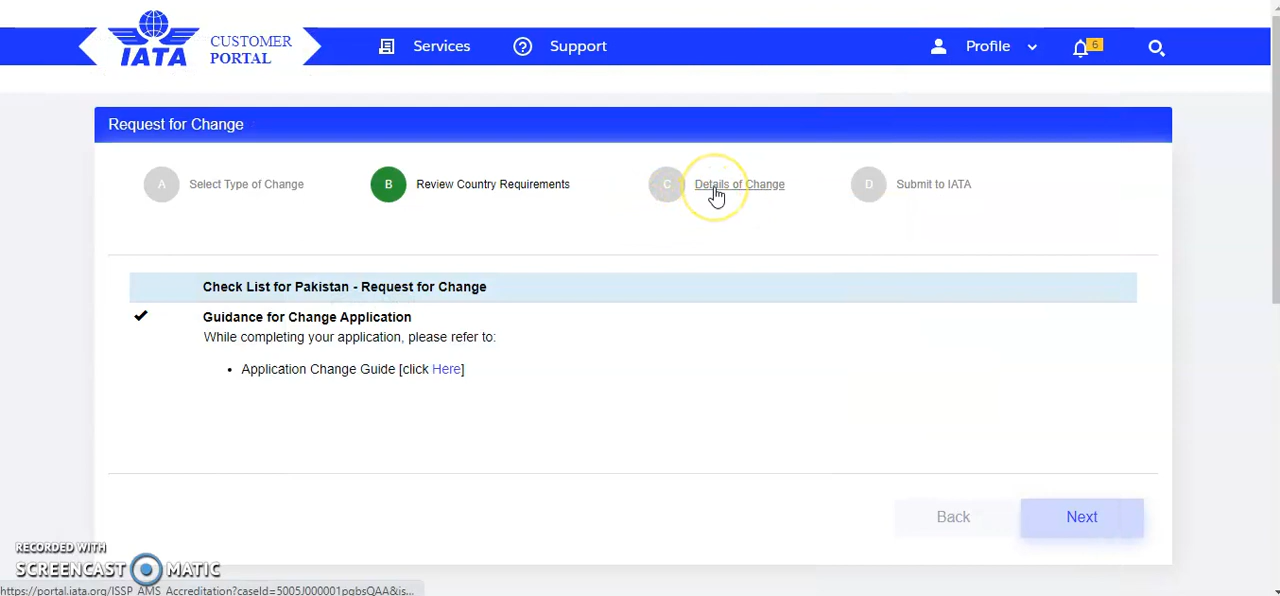 IATA
CUSTOMER PORTAL
Services
Support
Profile
6
Request for Change
A Select Type of Change
B Review Country Requirements
C Details of Change
D Submit to IATA
Check List for Pakistan - Request for Change
Guidance for Change Application
While completing your application, please refer to:
• Application Change Guide [click Here]
Back
Next
RECORDED WITH
SCREENCAST MATIC
https://portal.iata.org/ISSP_AMS_Accreditation?caseId=5005J000001pgbsQAA&is...